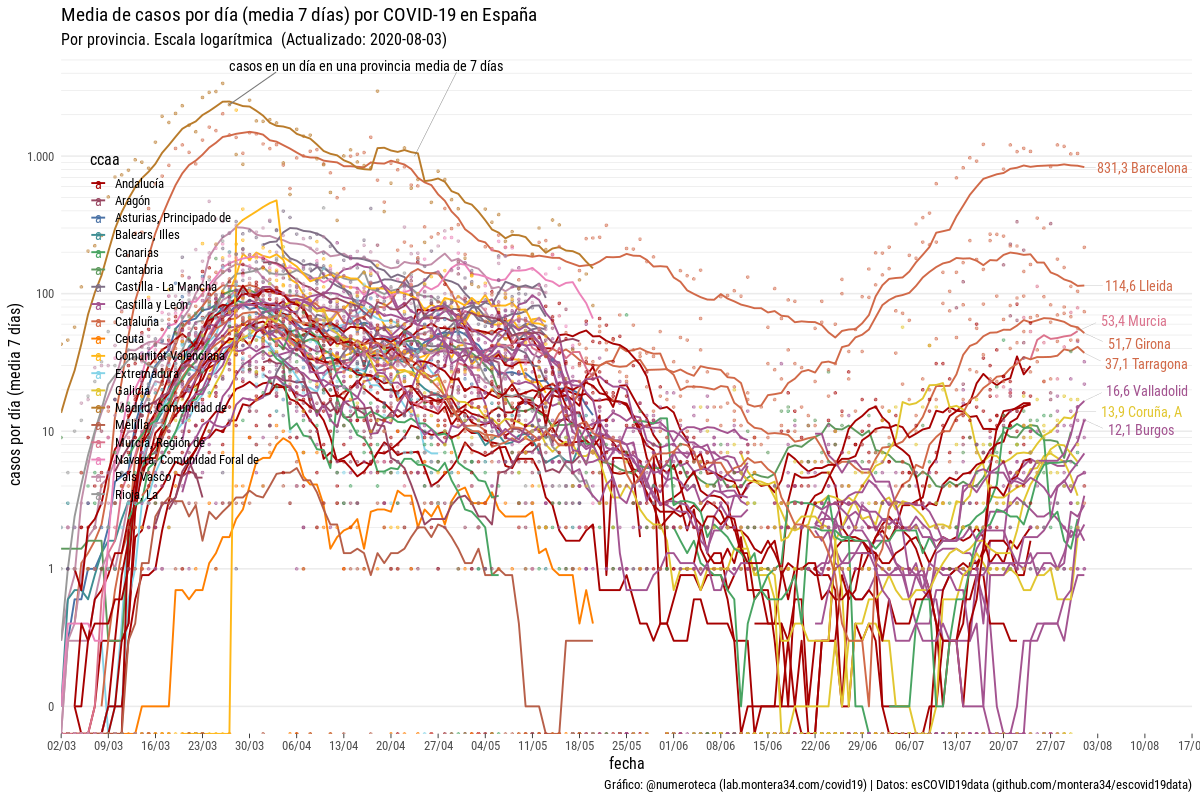 Media de casos por día (media 7 días) por COVID-19 en España
Por provincia. Escala logarítmica  (Actualizado: 2020-08-03)
casos en un día en una provincia media de 7 días
casos por día (media 7 días)
1.000
100
10
1
0
ccaa
Andalucía
Aragón
Asturias, Principado de
Balears, Illes
Canarias
Cantabria
Castilla - La Mancha
Castilla y León
Cataluña
Ceuta
Comunitat Valenciana
Extremadura
Galicia
Madrid, Comunidad de
Melilla
Murcia, Región de
Navarra, Comunidad Foral de
País Vasco
Rioja, La
831,3 Barcelona
114,6 Lleida
53,4 Murcia
51,7 Girona
37,1 Tarragona
16,6 Valladolid
13,9 Coruña, A
12,1 Burgos
02/03 09/03 16/03 23/03 30/03 06/04 13/04 20/04 27/04 04/05 11/05 18/05 25/05 01/06 08/06 15/06 22/06 29/06 06/07 13/07 20/07 27/07 03/08 10/08 17/0
fecha
Gráfico: @numeroteca (lab.montera34.com/covid19) | Datos: esCOVID19data (github.com/montera34/escovid19data)